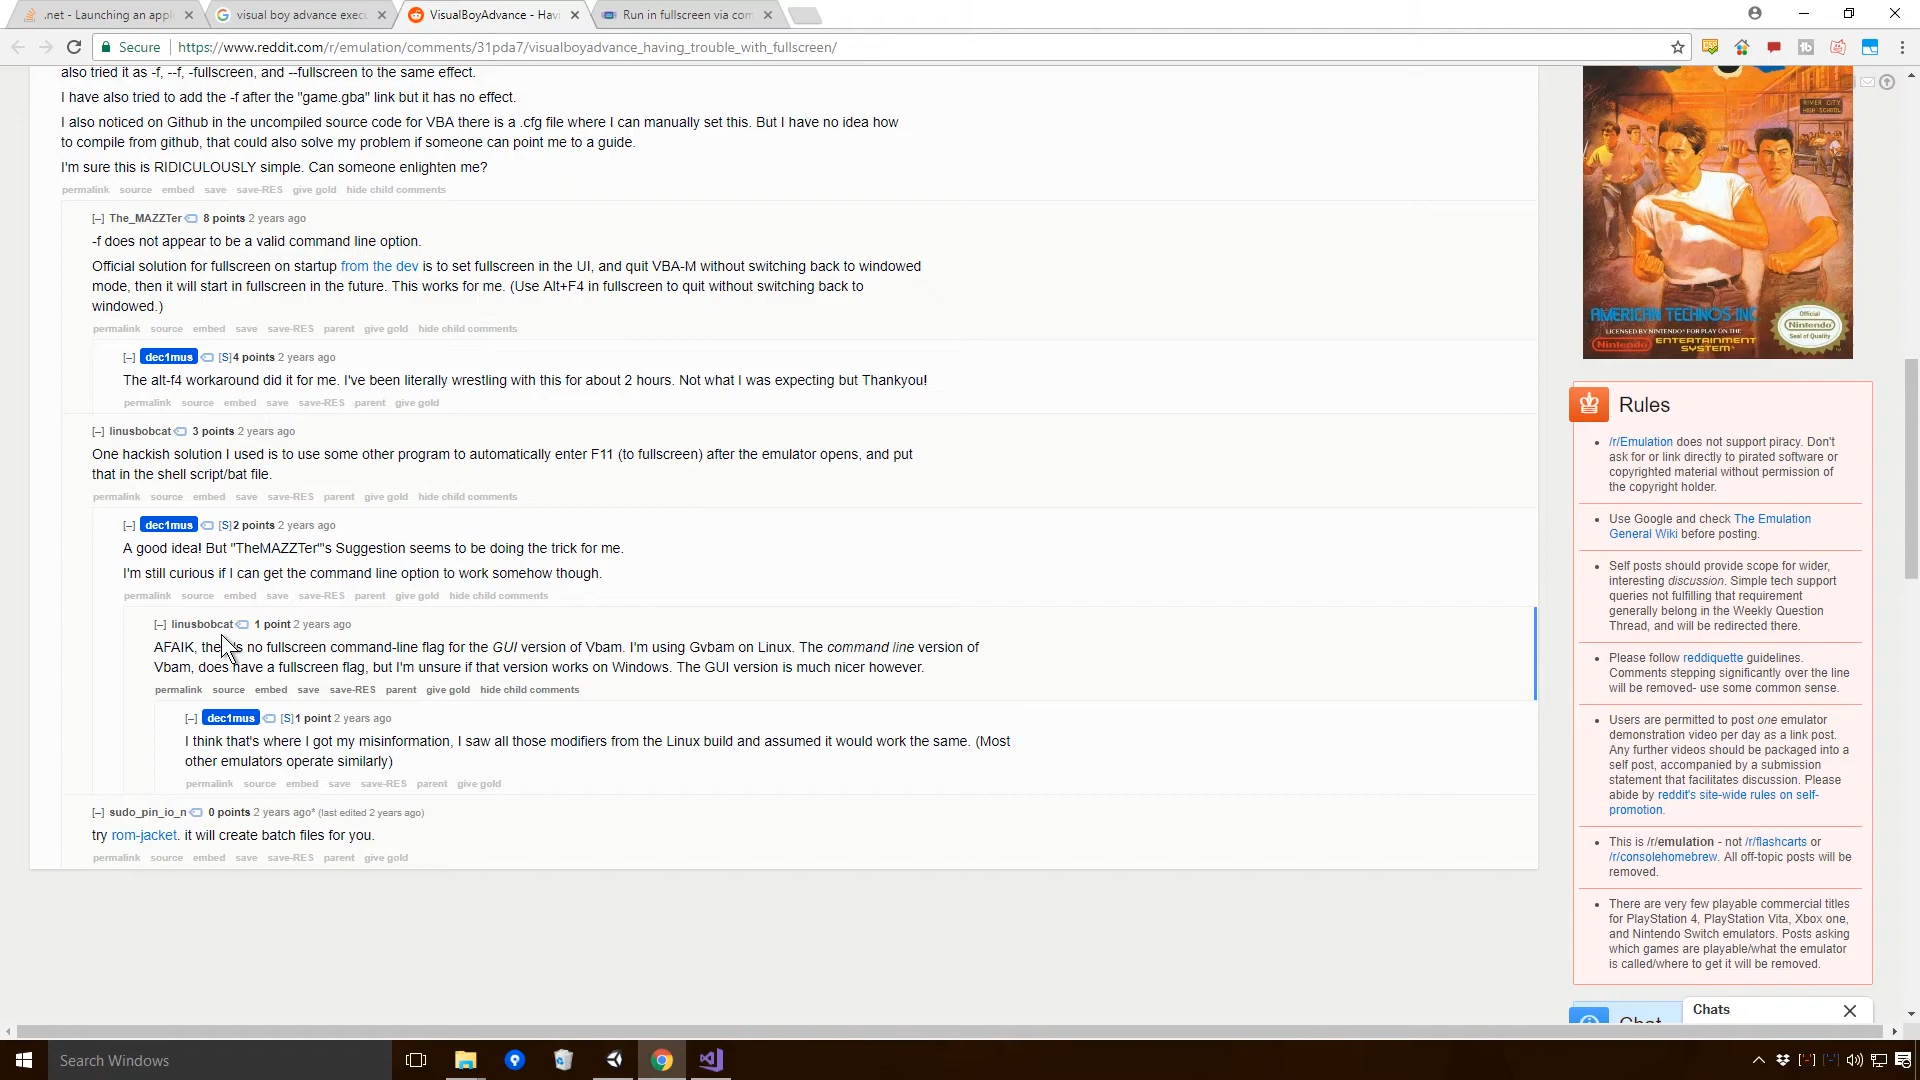 .net - Launching an appl
visual boy advance execu
VisualBoyAdvance - Havi
Run in fullscreen via com
Secure
https://www.reddit.com/r/emulation/comments/31pda7/visualboyadvance_having_trouble_with_fullscreen/
also tried it as -f, --f, -fullscreen, and --fullscreen to the same effect.
I have also tried to add the -f after the "game.gba" link but it has no effect.
I also noticed on Github in the uncompiled source code for VBA there is a .cfg file where I can manually set this. But I have no idea how
to compile from github, that could also solve my problem if someone can point me to a guide.
I'm sure this is RIDICULOUSLY simple. Can someone enlighten me?
permalink source embed save save-RES give gold hide child comments
[–] The_MAZZTer 8 points 2 years ago
-f does not appear to be a valid command line option.
Official solution for fullscreen on startup from the dev is to set fullscreen in the UI, and quit VBA-M without switching back to windowed
mode, then it will start in fullscreen in the future. This works for me. (Use Alt+F4 in fullscreen to quit without switching back to
windowed.)
permalink source embed save save-RES parent give gold hide child comments
[–] dec1mus [S] 4 points 2 years ago
The alt-f4 workaround did it for me. I've been literally wrestling with this for about 2 hours. Not what I was expecting but Thankyou!
permalink source embed save save-RES parent give gold
[–] linusbobcat 3 points 2 years ago
One hackish solution I used is to use some other program to automatically enter F11 (to fullscreen) after the emulator opens, and put
that in the shell script/bat file.
permalink source embed save save-RES parent give gold hide child comments
[–] dec1mus [S] 2 points 2 years ago
A good idea! But "TheMAZZTer"'s Suggestion seems to be doing the trick for me.
I'm still curious if I can get the command line option to work somehow though.
permalink source embed save save-RES parent give gold hide child comments
[–] linusbobcat 1 point 2 years ago
AFAIK, there's no fullscreen command-line flag for the GUI version of Vbam. I'm using Gvbam on Linux. The command line version of
Vbam, does have a fullscreen flag, but I'm unsure if that version works on Windows. The GUI version is much nicer however.
permalink source embed save save-RES parent give gold hide child comments
[–] dec1mus [S] 1 point 2 years ago
I think that's where I got my misinformation, I saw all those modifiers from the Linux build and assumed it would work the same. (Most
other emulators operate similarly)
permalink source embed save save-RES parent give gold
[–] sudo_pin_io_n 0 points 2 years ago* (last edited 2 years ago)
try rom-jacket. it will create batch files for you.
permalink source embed save save-RES parent give gold
RIVER CITY
HIGH SCHOOL
AMERICAN TECHNOS INC.
LICENSED BY NINTENDO FOR PLAY ON THE
Nintendo ENTERTAINMENT
SYSTEM
Official
Nintendo
Seal of Quality
Rules
/r/Emulation does not support piracy. Don't
ask for or link directly to pirated software or
copyrighted material without permission of
the copyright holder.
Use Google and check The Emulation
General Wiki before posting.
Self posts should provide scope for wider,
interesting discussion. Simple tech support
queries not fulfilling that requirement
generally belong in the Weekly Question
Thread, and will be redirected there.
Please follow reddiquette guidelines.
Comments stepping significantly over the line
will be removed- use some common sense.
Users are permitted to post one emulator
demonstration video per day as a link post.
Any further videos should be packaged into a
self post, accompanied by a submission
statement that facilitates discussion. Please
abide by reddit's site-wide rules on self-
promotion.
This is /r/emulation - not /r/flashcarts or
/r/consolehomebrew. All off-topic posts will be
removed.
There are very few playable commercial titles
for PlayStation 4, PlayStation Vita, Xbox one,
and Nintendo Switch emulators. Posts asking
which games are playable/what the emulator
is called/where to get it will be removed.
Chat
Chats
Search Windows